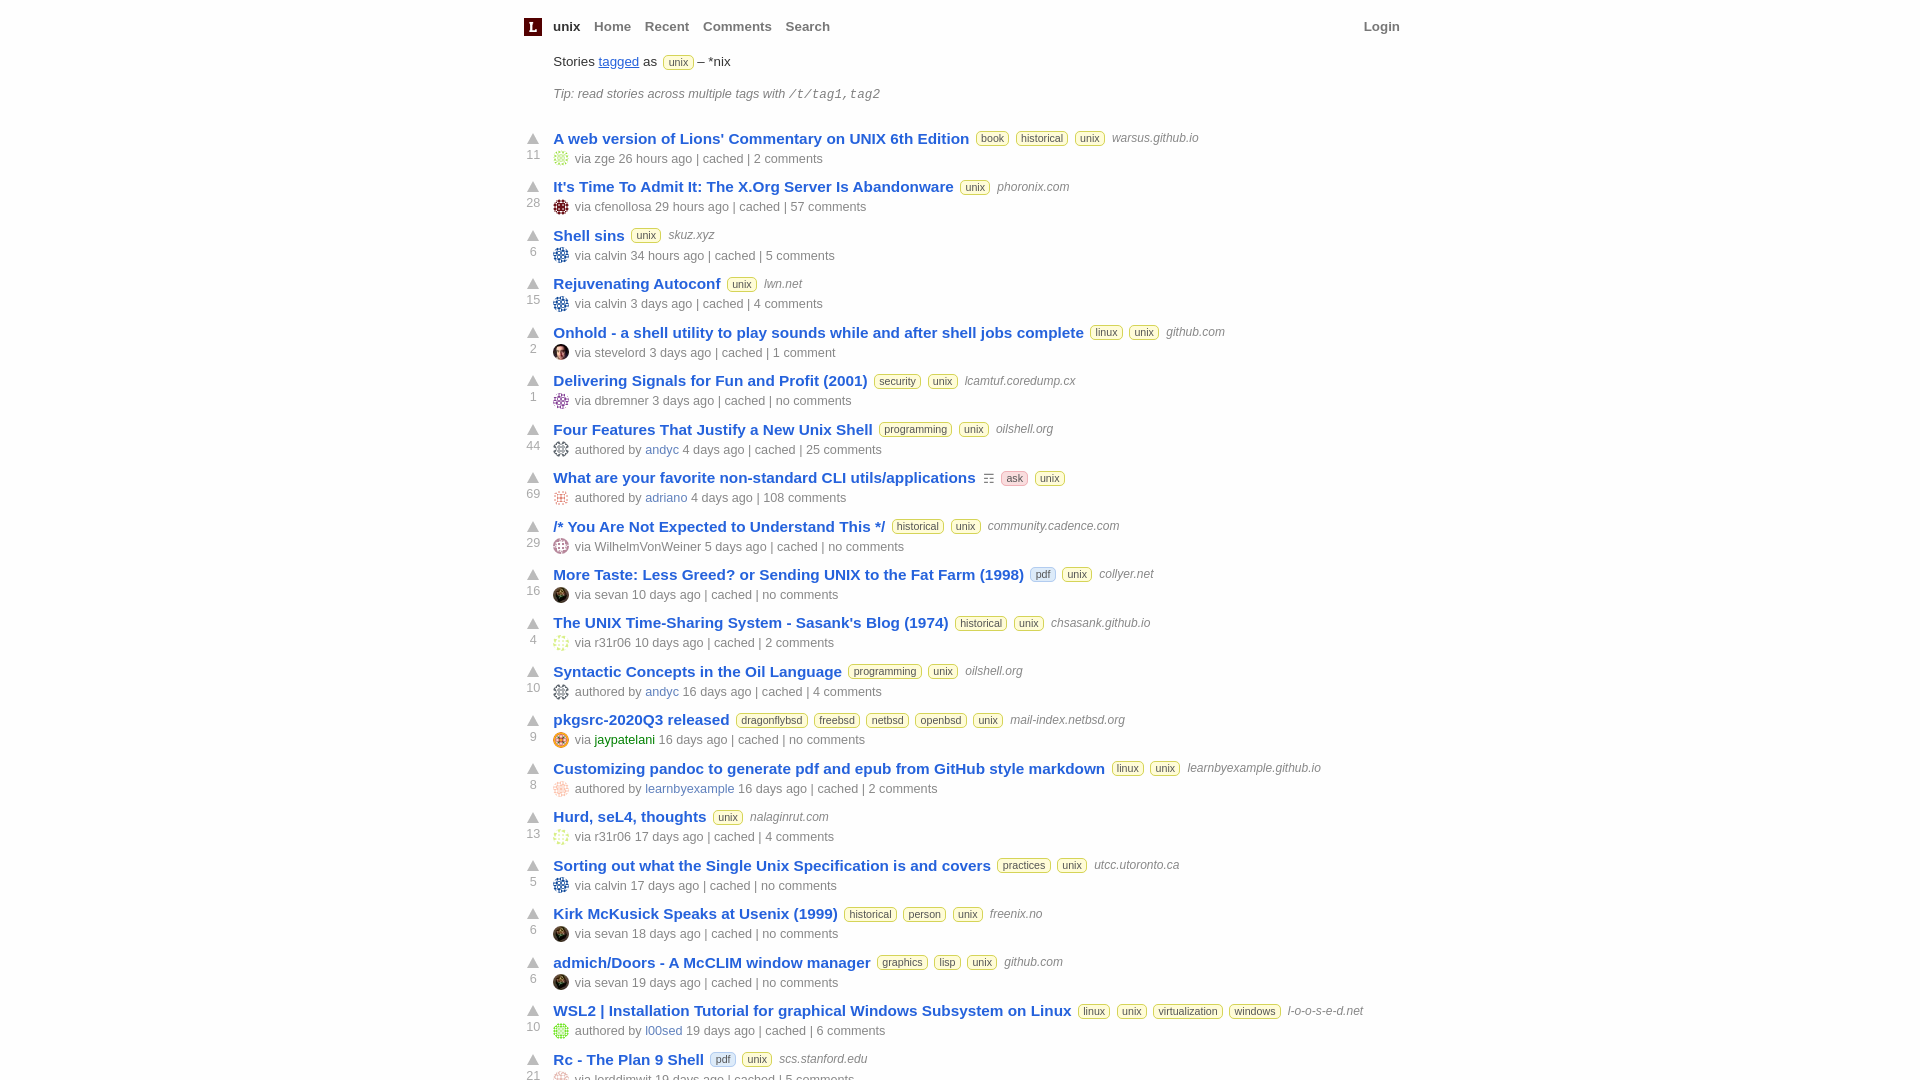 L unix Home Recent Comments Search Login
Stories tagged as unix – *nix
Tip: read stories across multiple tags with /t/tag1,tag2
A web version of Lions' Commentary on UNIX 6th Edition book historical unix warsus.github.io
11 via zge 26 hours ago | cached | 2 comments
It's Time To Admit It: The X.Org Server Is Abandonware unix phoronix.com
28 via cfenollosa 29 hours ago | cached | 57 comments
Shell sins unix skuz.xyz
6 via calvin 34 hours ago | cached | 5 comments
Rejuvenating Autoconf unix lwn.net
15 via calvin 3 days ago | cached | 4 comments
Onhold - a shell utility to play sounds while and after shell jobs complete linux unix github.com
2 via stevelord 3 days ago | cached | 1 comment
Delivering Signals for Fun and Profit (2001) security unix lcamtuf.coredump.cx
1 via dbremner 3 days ago | cached | no comments
Four Features That Justify a New Unix Shell programming unix oilshell.org
44 authored by andyc 4 days ago | cached | 25 comments
What are your favorite non-standard CLI utils/applications ☶ ask unix
69 authored by adriano 4 days ago | 108 comments
/* You Are Not Expected to Understand This */ historical unix community.cadence.com
29 via WilhelmVonWeiner 5 days ago | cached | no comments
More Taste: Less Greed? or Sending UNIX to the Fat Farm (1998) pdf unix collyer.net
16 via sevan 10 days ago | cached | no comments
The UNIX Time-Sharing System - Sasank's Blog (1974) historical unix chsasank.github.io
4 via r31r06 10 days ago | cached | 2 comments
Syntactic Concepts in the Oil Language programming unix oilshell.org
10 authored by andyc 16 days ago | cached | 4 comments
pkgsrc-2020Q3 released dragonflybsd freebsd netbsd openbsd unix mail-index.netbsd.org
9 via jaypatelani 16 days ago | cached | no comments
Customizing pandoc to generate pdf and epub from GitHub style markdown linux unix learnbyexample.github.io
8 authored by learnbyexample 16 days ago | cached | 2 comments
Hurd, seL4, thoughts unix nalaginrut.com
13 via r31r06 17 days ago | cached | 4 comments
Sorting out what the Single Unix Specification is and covers practices unix utcc.utoronto.ca
5 via calvin 17 days ago | cached | no comments
Kirk McKusick Speaks at Usenix (1999) historical person unix freenix.no
6 via sevan 18 days ago | cached | no comments
admich/Doors - A McCLIM window manager graphics lisp unix github.com
6 via sevan 19 days ago | cached | no comments
WSL2 | Installation Tutorial for graphical Windows Subsystem on Linux linux unix virtualization windows l-o-o-s-e-d.net
10 authored by l00sed 19 days ago | cached | 6 comments
Rc - The Plan 9 Shell pdf unix scs.stanford.edu
21 via lorddimwit 19 days ago | cached | 5 comments